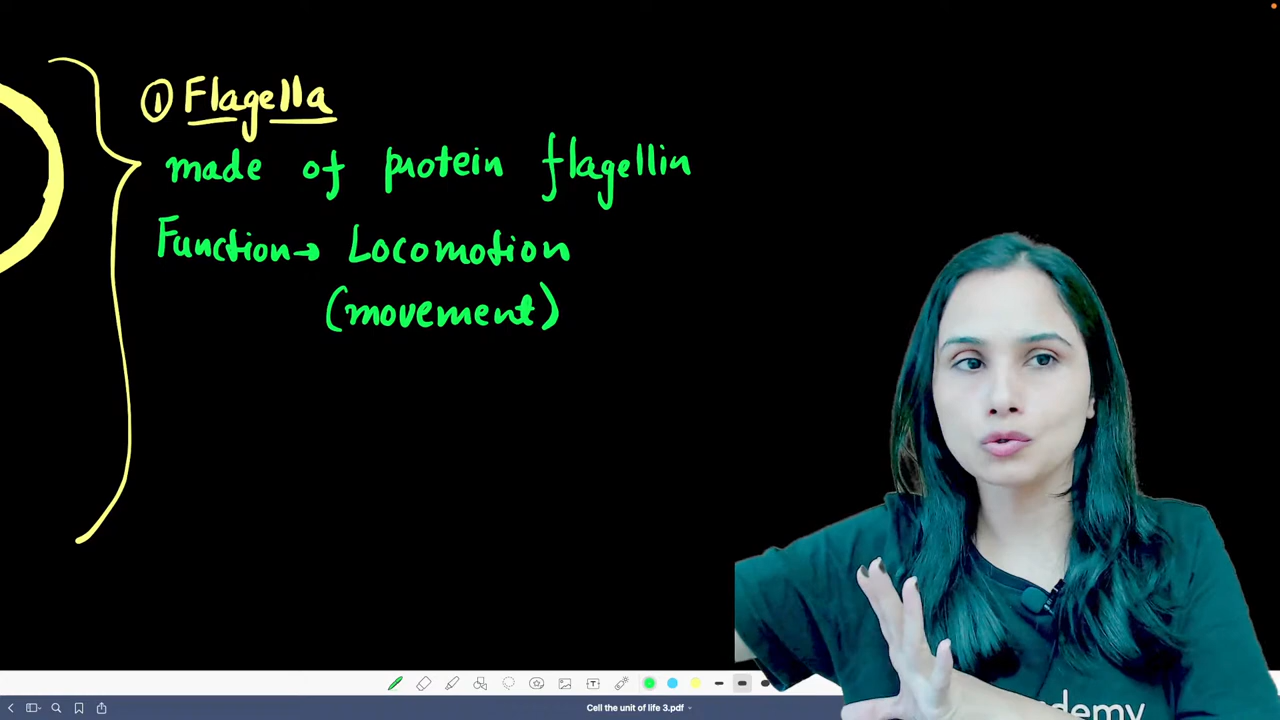 ① Flagella
made of protein flagellin
Function → Locomotion
(movement)
Cell the unit of life 3.pdf